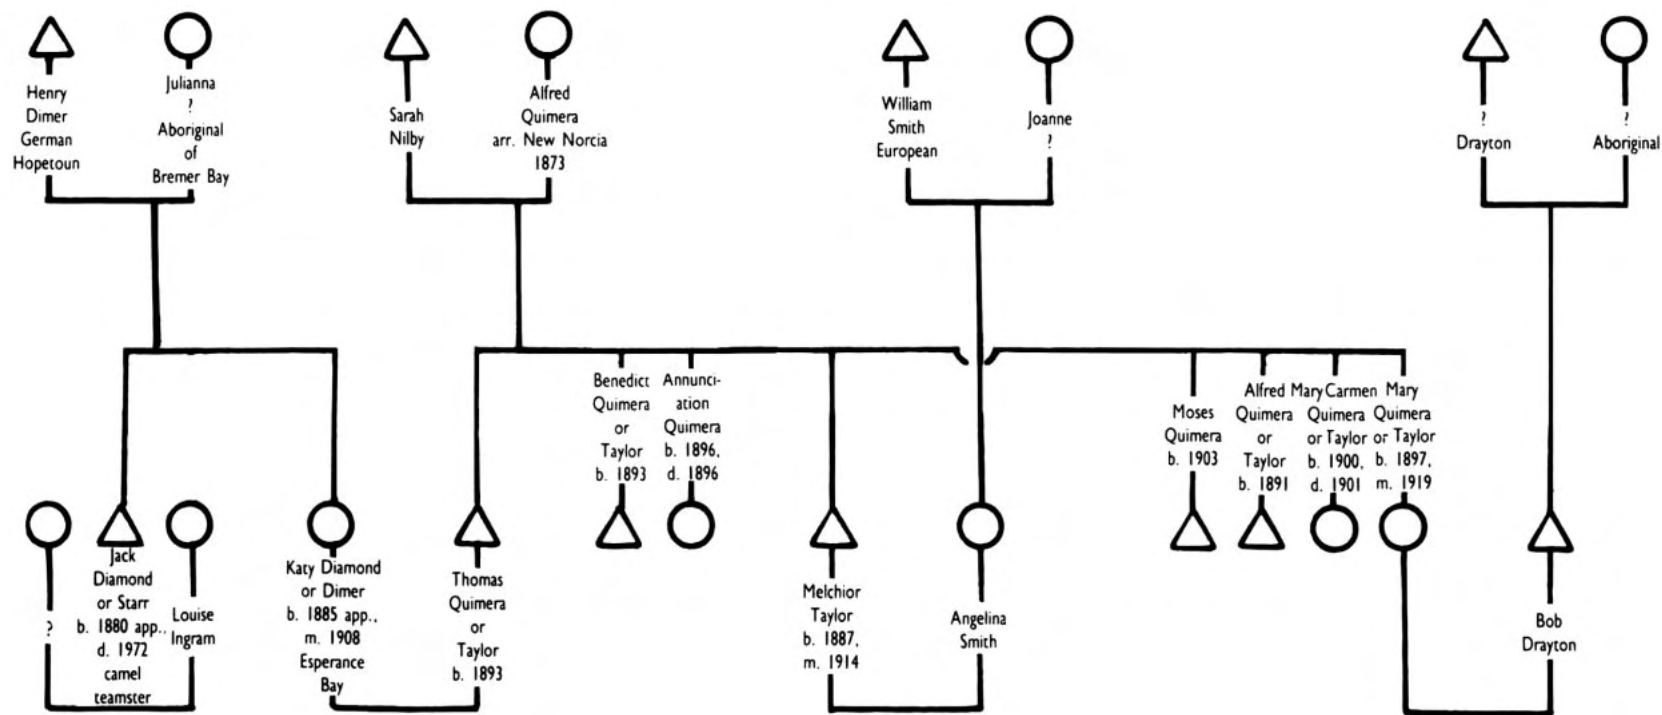 Henry
Dimer
German
Hopetoun
Julianna
?
Aboriginal
of
Bremer Bay
Sarah
Nilby
Alfred
Quimera
arr. New Norcia
1873
William
Smith
European
Joanne
?
?
Drayton
?
Aboriginal
?
Jack
Diamond
or Starr
b. 1880 app.,
d. 1972
camel
teamster
Louise
Ingram
Katy Diamond
or Dimer
b. 1885 app.,
m. 1908
Esperance
Bay
Thomas
Quimera
or
Taylor
b. 1893
Benedict
Quimera
or
Taylor
b. 1893
Annunci-
ation
Quimera
b. 1896,
d. 1896
Melchior
Taylor
b. 1887,
m. 1914
Angelina
Smith
Moses
Quimera
b. 1903
Alfred
Quimera
or
Taylor
b. 1891
Mary Carmen
Quimera
or Taylor
b. 1900,
d. 1901
Mary
Quimera
or Taylor
b. 1897,
m. 1919
Bob
Drayton